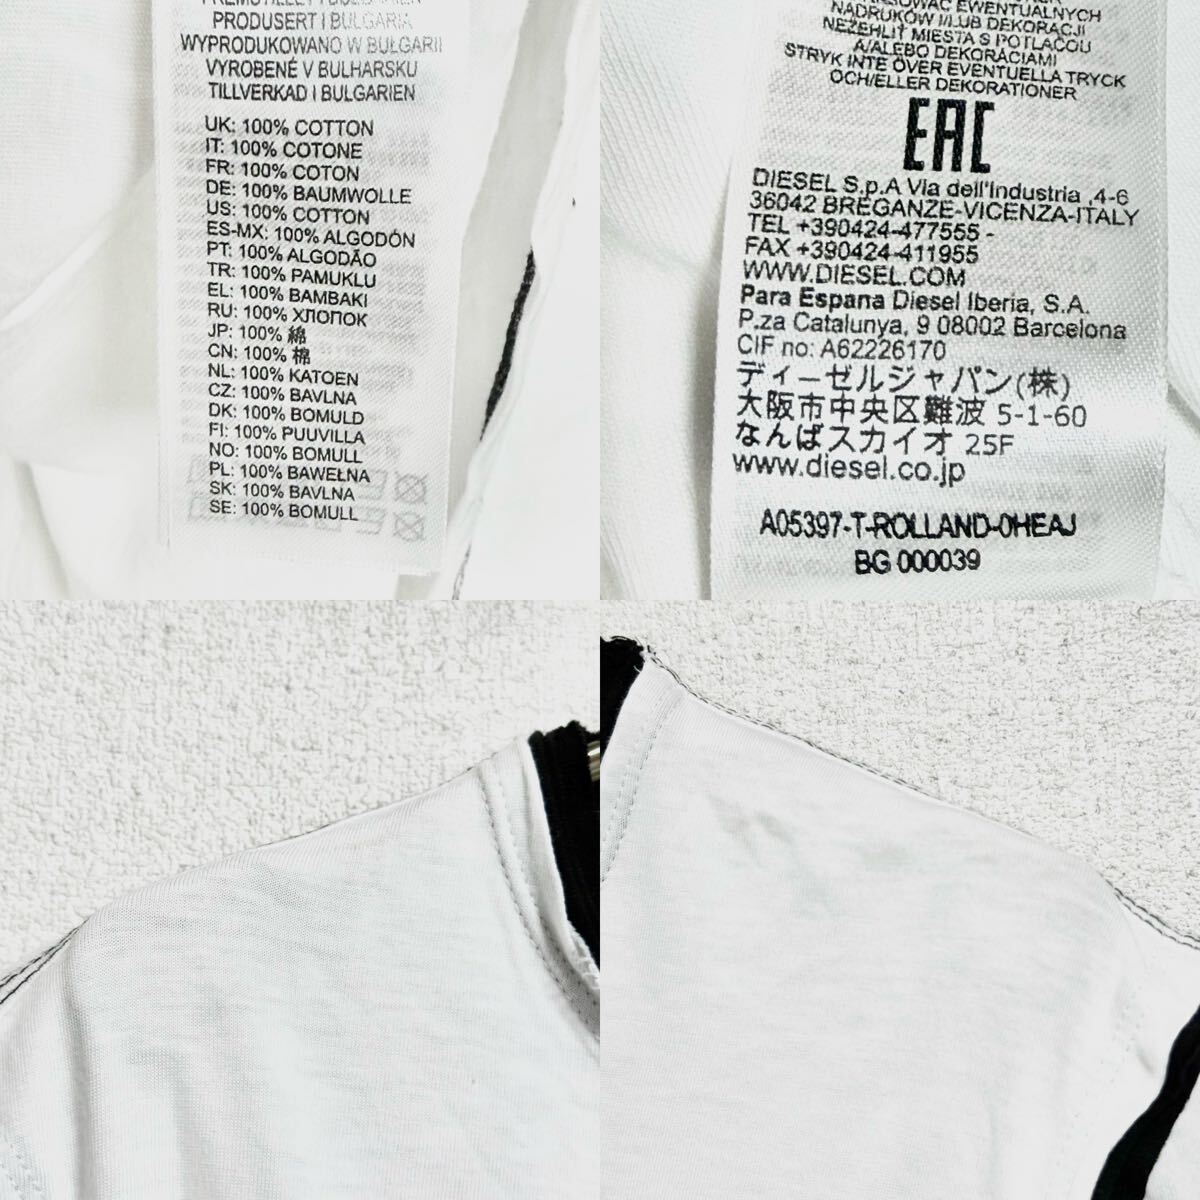 PRODUSERT I BULGARIA
WYPRODUKOWANO W BUŁGARII
VYROBENÉ V BULHARSKU
TILLVERKAD I BULGARIEN
UK: 100% COTTON
IT: 100% COTONE
FR: 100% COTON
DE: 100% BAUMWOLLE
US: 100% COTTON
ES-MX: 100% ALGODÓN
PT: 100% ALGODÃO
TR: 100% PAMUKLU
EL: 100% BAMBAKI
RU: 100% ХЛОПОК
JP: 100% 綿
CN: 100% 棉
NL: 100% KATOEN
CZ: 100% BAVLNA
DK: 100% BOMULD
FI: 100% PUUVILLA
NO: 100% BOMULL
PL: 100% BAWEŁNA
SK: 100% BAVLNA
SE: 100% BOMULL
EWENTUALNYCH
NADRUKÓW I/LUB DEKORACJI
NEŽEHLIŤ MIESTA S POTLAČOU
A/ALEBO DEKORÁCIAMI
STRYK INTE ÖVER EVENTUELLA TRYCK
OCH/ELLER DEKORATIONER
EAC
DIESEL S.p.A Via dell'Industria ,4-6
36042 BREGANZE-VICENZA-ITALY
TEL +390424-477555 -
FAX +390424-411955
WWW.DIESEL.COM
Para Espana Diesel Iberia, S.A.
P.za Catalunya, 9 08002 Barcelona
CIF no: A62226170
ディーゼルジャパン(株)
大阪市中央区難波 5-1-60
なんばスカイオ 25F
www.diesel.co.jp
A05397-T-ROLLAND-0HEAJ
BG 000039